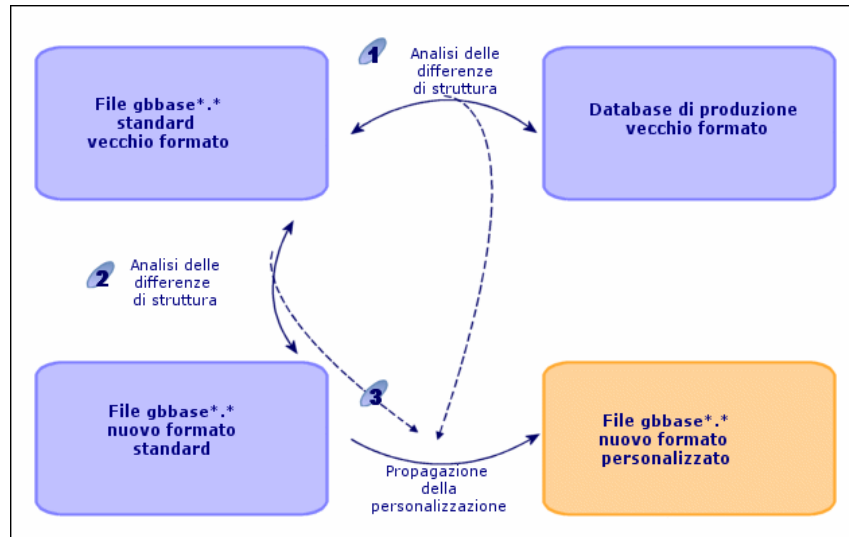 1
Analisi delle
differenze
di struttura
File gbbase*.*
standard
vecchio formato
Database di produzione
vecchio formato
2
Analisi delle
differenze
di struttura
3
File gbbase*.*
nuovo formato
standard
Propagazione
della
personalizzazione
File gbbase*.*
nuovo formato
personalizzato